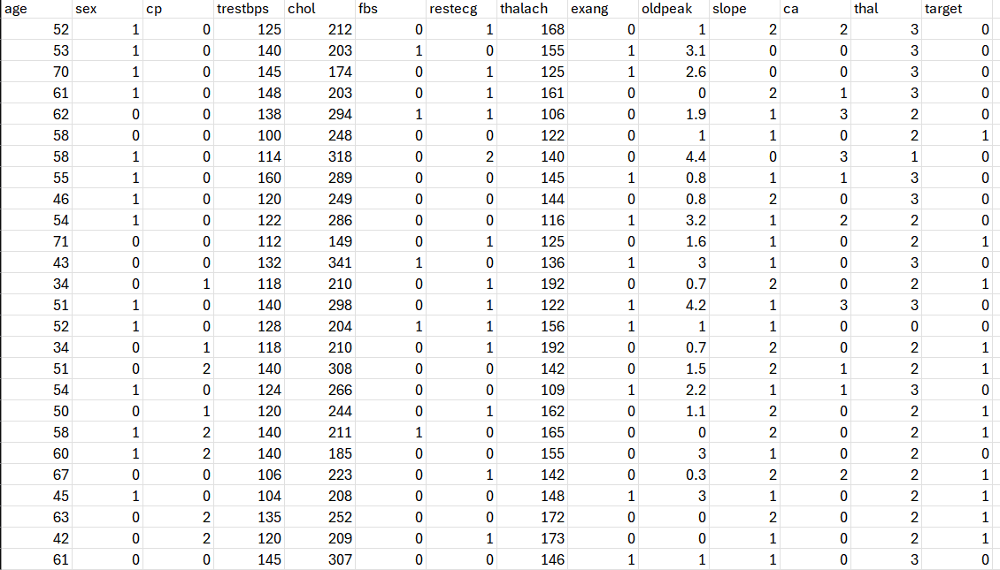 age sex cp trestbps chol fbs restecg thalach exang oldpeak slope ca thal target
52 1 0 125 212 0 1 168 0 1 2 2 3 0
53 1 0 140 203 1 0 155 1 3.1 0 0 3 0
70 1 0 145 174 0 1 125 1 2.6 0 0 3 0
61 1 0 148 203 0 1 161 0 0 2 1 3 0
62 0 0 138 294 1 1 106 0 1.9 1 3 2 0
58 0 0 100 248 0 0 122 0 1 1 0 2 1
58 1 0 114 318 0 2 140 0 4.4 0 3 1 0
55 1 0 160 289 0 0 145 1 0.8 1 1 3 0
46 1 0 120 249 0 0 144 0 0.8 2 0 3 0
54 1 0 122 286 0 0 116 1 3.2 1 2 2 0
71 0 0 112 149 0 1 125 0 1.6 1 0 2 1
43 0 0 132 341 1 0 136 1 3 1 0 3 0
34 0 1 118 210 0 1 192 0 0.7 2 0 2 1
51 1 0 140 298 0 1 122 1 4.2 1 3 3 0
52 1 0 128 204 1 1 156 1 1 1 0 0 0
34 0 1 118 210 0 1 192 0 0.7 2 0 2 1
51 0 2 140 308 0 0 142 0 1.5 2 1 2 1
54 1 0 124 266 0 0 109 1 2.2 1 1 3 0
50 0 1 120 244 0 1 162 0 1.1 2 0 2 1
58 1 2 140 211 1 0 165 0 0 2 0 2 1
60 1 2 140 185 0 0 155 0 3 1 0 2 0
67 0 0 106 223 0 1 142 0 0.3 2 2 2 1
45 1 0 104 208 0 0 148 1 3 1 0 2 1
63 0 2 135 252 0 0 172 0 0 2 0 2 1
42 0 2 120 209 0 1 173 0 0 1 0 2 1
61 0 0 145 307 0 0 146 1 1 1 0 3 0